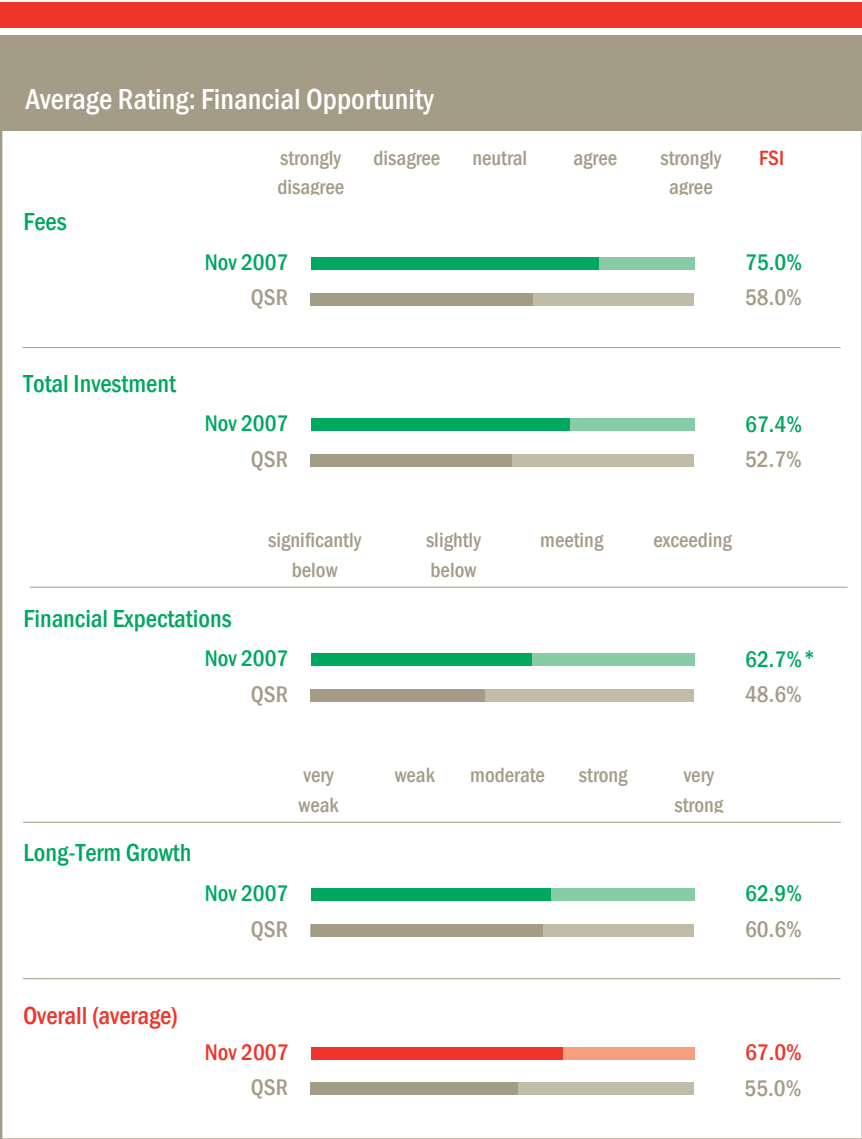 Average Rating: Financial Opportunity
strongly disagree neutral agree strongly FSI
disagree agree
Fees
Nov 2007 75.0%
QSR 58.0%
Total Investment
Nov 2007 67.4%
QSR 52.7%
significantly slightly meeting exceeding
below below
Financial Expectations
Nov 2007 62.7% *
QSR 48.6%
very weak moderate strong very
weak strong
Long-Term Growth
Nov 2007 62.9%
QSR 60.6%
Overall (average)
Nov 2007 67.0%
QSR 55.0%